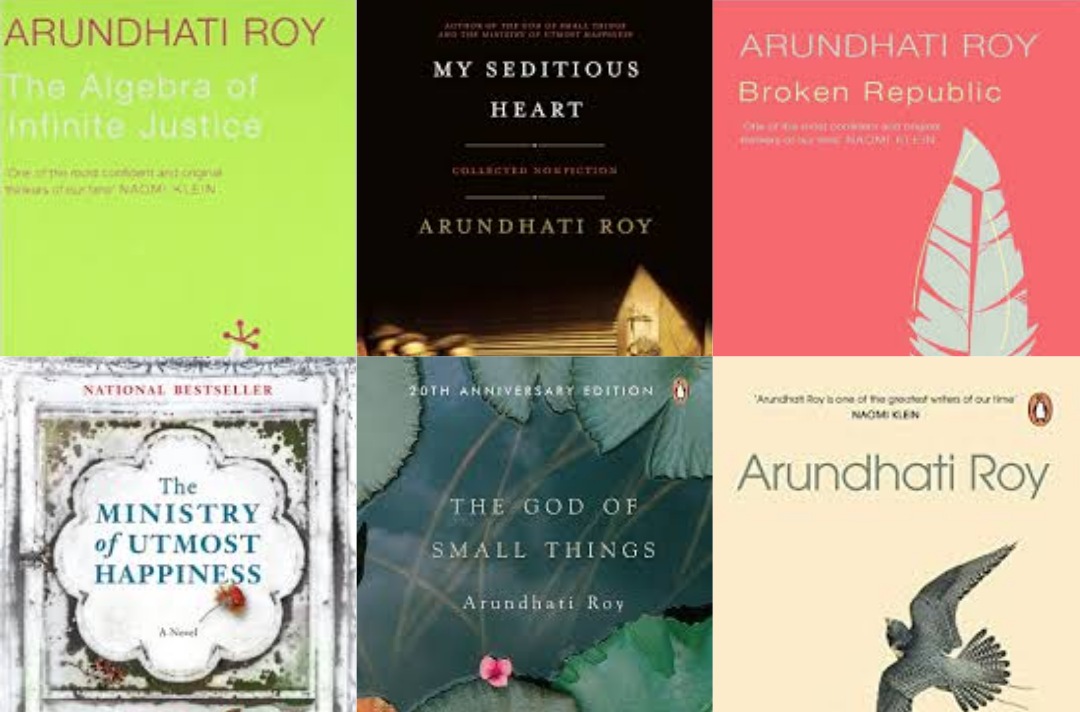 ARUNDHATI ROY
The Algebra of
Infinite Justice
'One of the most confident and original
thinkers of our time' NAOMI KLEIN
AUTHOR OF THE GOD OF SMALL THINGS
AND THE MINISTRY OF UTMOST HAPPINESS
MY SEDITIOUS
HEART
COLLECTED NONFICTION
ARUNDHATI ROY
ARUNDHATI ROY
Broken Republic
'One of the most confident and original
thinkers of our time' NAOMI KLEIN
NATIONAL BESTSELLER
The
MINISTRY
of UTMOST
HAPPINESS
A Novel
20TH ANNIVERSARY EDITION
THE GOD OF
SMALL THINGS
Arundhati Roy
'Arundhati Roy is one of the greatest writers of our time'
NAOMI KLEIN
Arundhati Roy